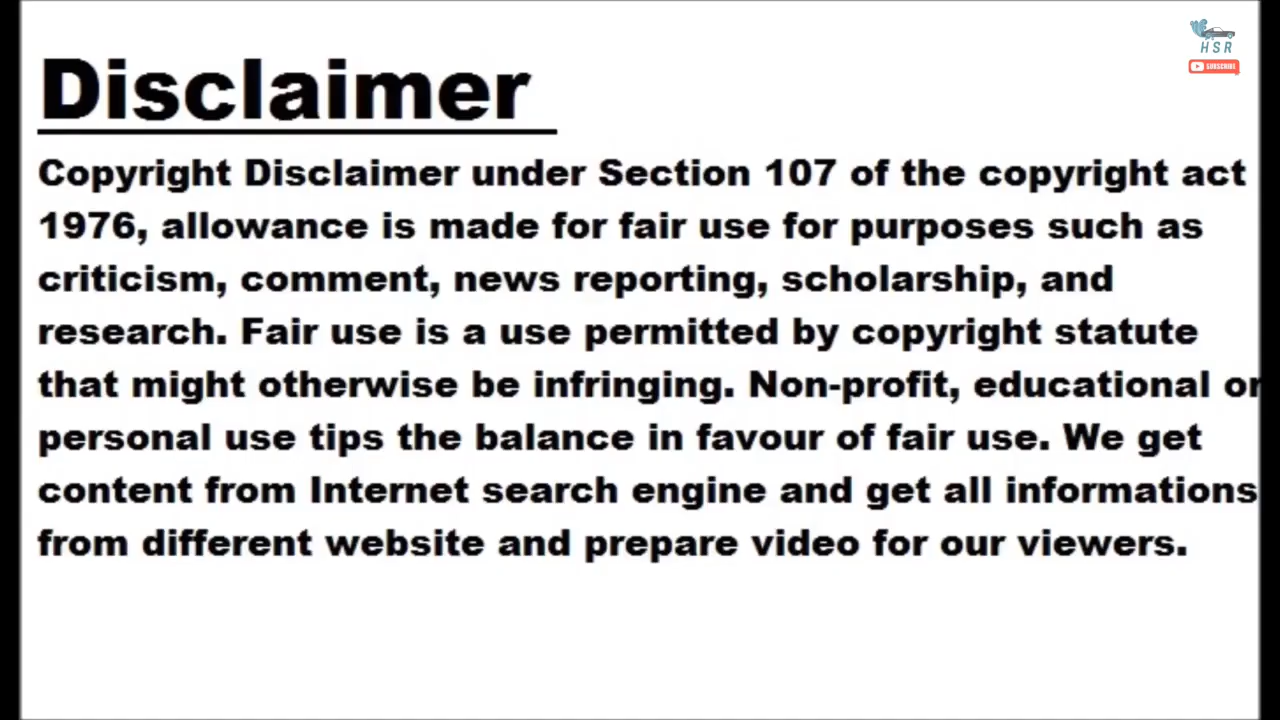 HSR
SUBSCRIBE
Disclaimer
Copyright Disclaimer under Section 107 of the copyright act
1976, allowance is made for fair use for purposes such as
criticism, comment, news reporting, scholarship, and
research. Fair use is a use permitted by copyright statute
that might otherwise be infringing. Non-profit, educational or
personal use tips the balance in favour of fair use. We get
content from Internet search engine and get all informations
from different website and prepare video for our viewers.